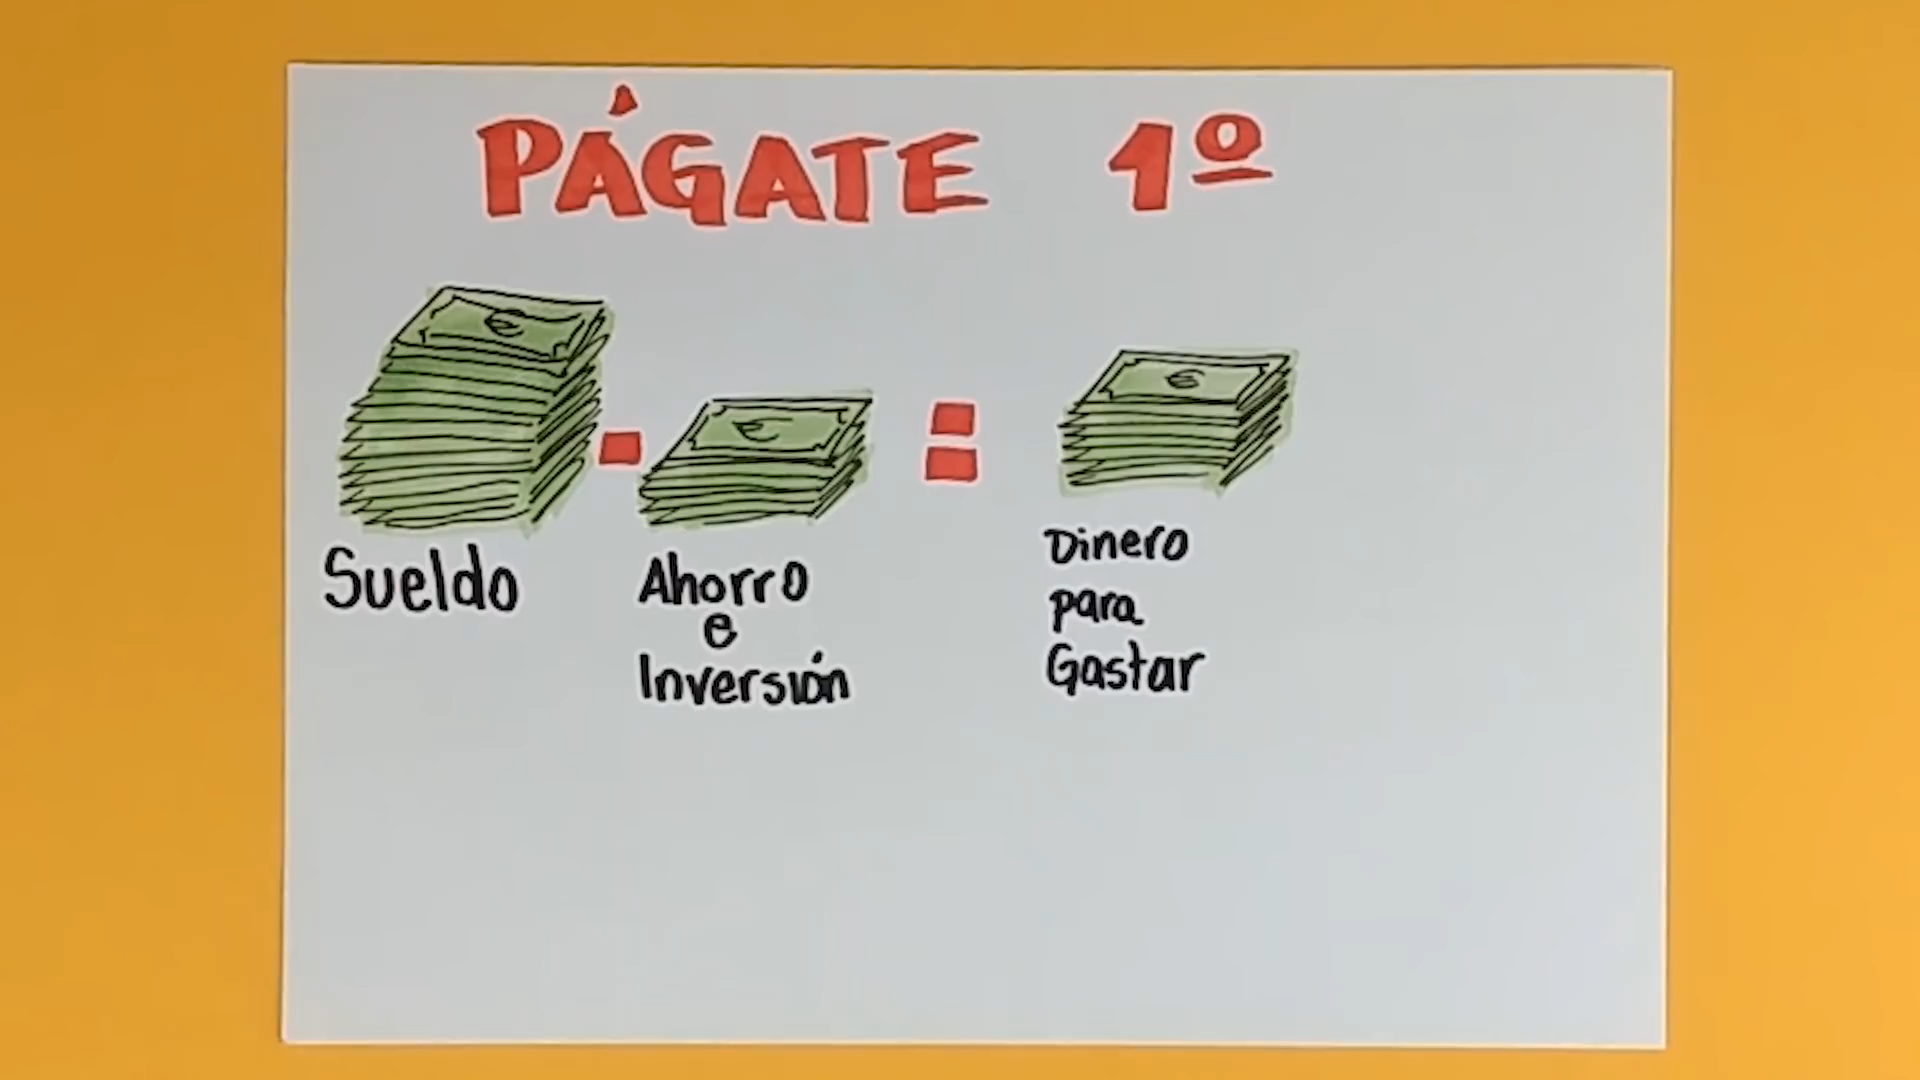 PÁGATE 1º
Sueldo
Ahorro
e
Inversión
Dinero
para
Gastar